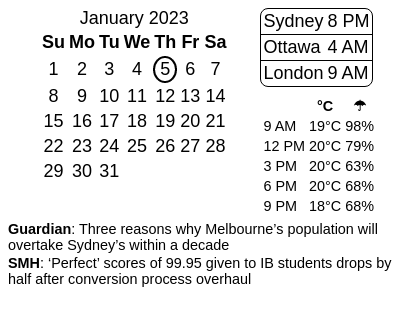 January 2023
Su Mo Tu We Th Fr Sa
1 2 3 4 5 6 7
8 9 10 11 12 13 14
15 16 17 18 19 20 21
22 23 24 25 26 27 28
29 30 31
Sydney 8 PM
Ottawa 4 AM
London 9 AM
°C ☂
9 AM 19°C 98%
12 PM 20°C 79%
3 PM 20°C 63%
6 PM 20°C 68%
9 PM 18°C 68%
Guardian: Three reasons why Melbourne’s population will
overtake Sydney’s within a decade
SMH: ‘Perfect’ scores of 99.95 given to IB students drops by
half after conversion process overhaul